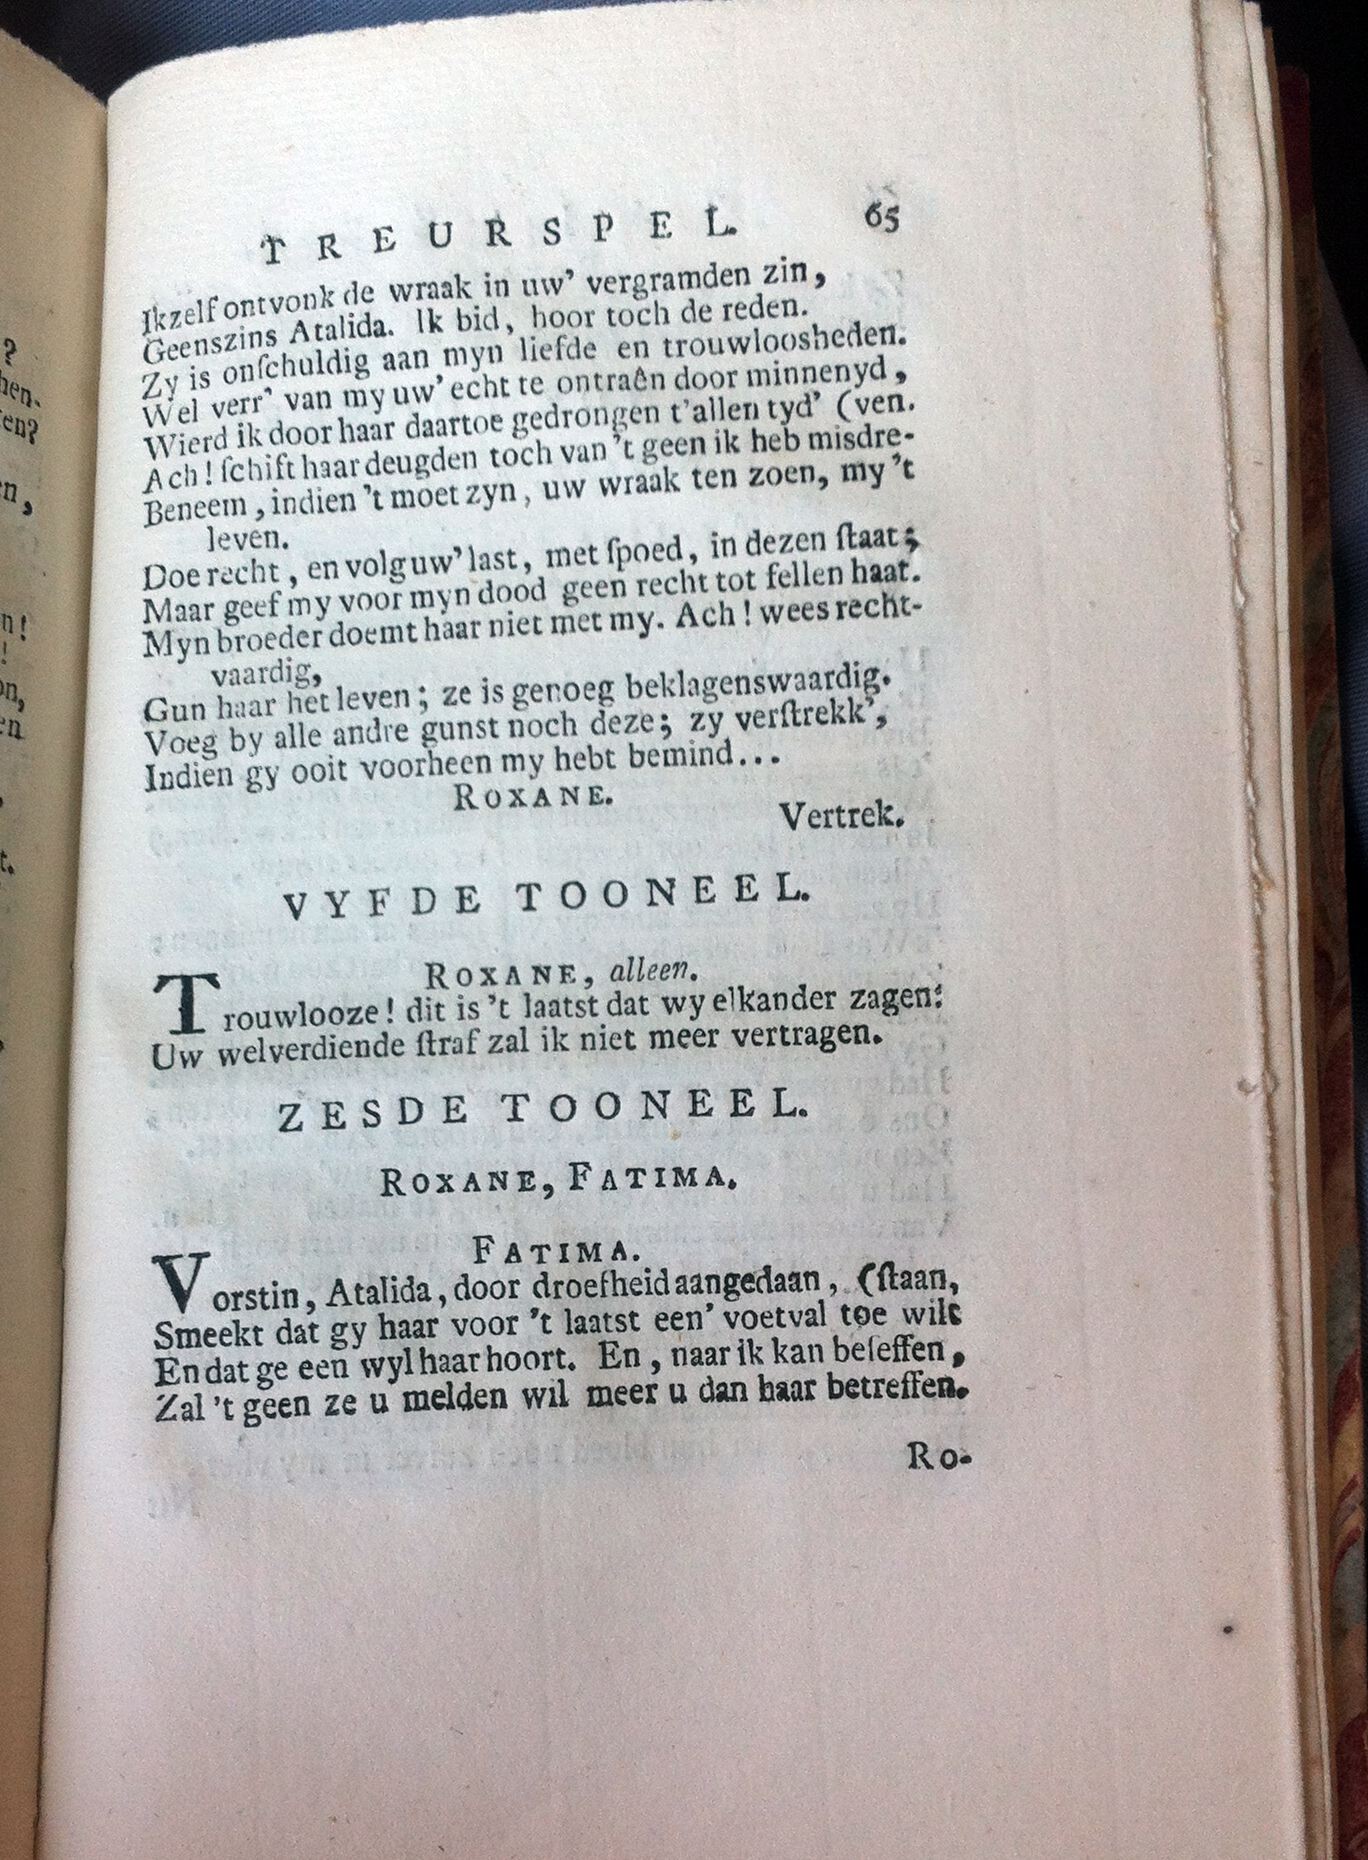 TREURSPEL. 65
Ikzelf ontvonk de wraak in uw' vergramden zin,
Geenszins Atalida. Ik bid, hoor toch de reden.
Zy is onſchuldig aan myn liefde en trouwloosheden.
Wel verr' van my uw' echt te ontraên door minnenyd,
Wierd ik door haar daartoe gedrongen t'allen tyd' (ven.
Ach! ſchift haar deugden toch van 't geen ik heb misdre-
Beneem, indien 't moet zyn, uw wraak ten zoen, my 't
leven.
Doe recht, en volg uw' last, met ſpoed, in dezen ſtaat;
Maar geef my voor myn dood geen recht tot fellen haat.
Myn broeder doemt haar niet met my. Ach! wees recht-
vaardig,
Gun haar het leven; ze is genoeg beklagenswaardig.
Voeg by alle andre gunst noch deze; zy verſtrekk',
Indien gy ooit voorheen my hebt bemind...
ROXANE.
Vertrek.
VYFDE TOONEEL.
ROXANE, alleen.
Trouwlooze! dit is 't laatst dat wy elkander zagen:
Uw welverdiende ſtraf zal ik niet meer vertragen.
ZESDE TOONEEL.
ROXANE, FATIMA.
FATIMA.
Vorstin, Atalida, door droefheid aangedaan, (ſtaan,
Smeekt dat gy haar voor 't laatst een' voetval toe wilt
En dat ge een wyl haar hoort. En, naar ik kan beſeffen,
Zal 't geen ze u melden wil meer u dan haar betreffen.
Ro-